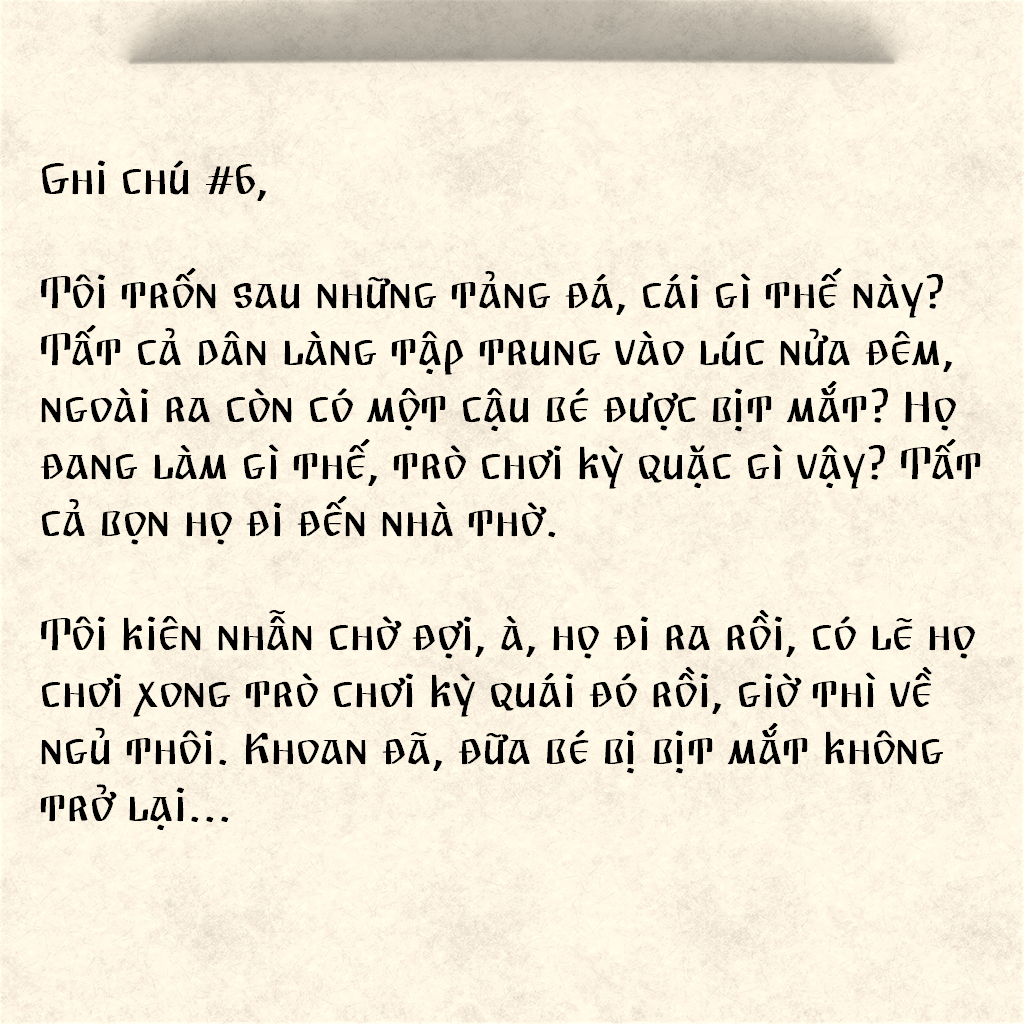 Ghi chú #6,
Tôi trốn sau những tảng đá, cái gì thế này?
Tất cả dân làng tập trung vào lúc nửa đêm,
ngoài ra còn có một cậu bé được bịt mắt? Họ
đang làm gì thế, trò chơi kỳ quặc gì vậy? Tất
cả bọn họ đi đến nhà thờ.
Tôi kiên nhẫn chờ đợi, à, họ đi ra rồi, có lẽ họ
chơi xong trò chơi kỳ quái đó rồi, giờ thì về
ngủ thôi. Khoan đã, đữa bé bị bịt mắt không
trở lại...